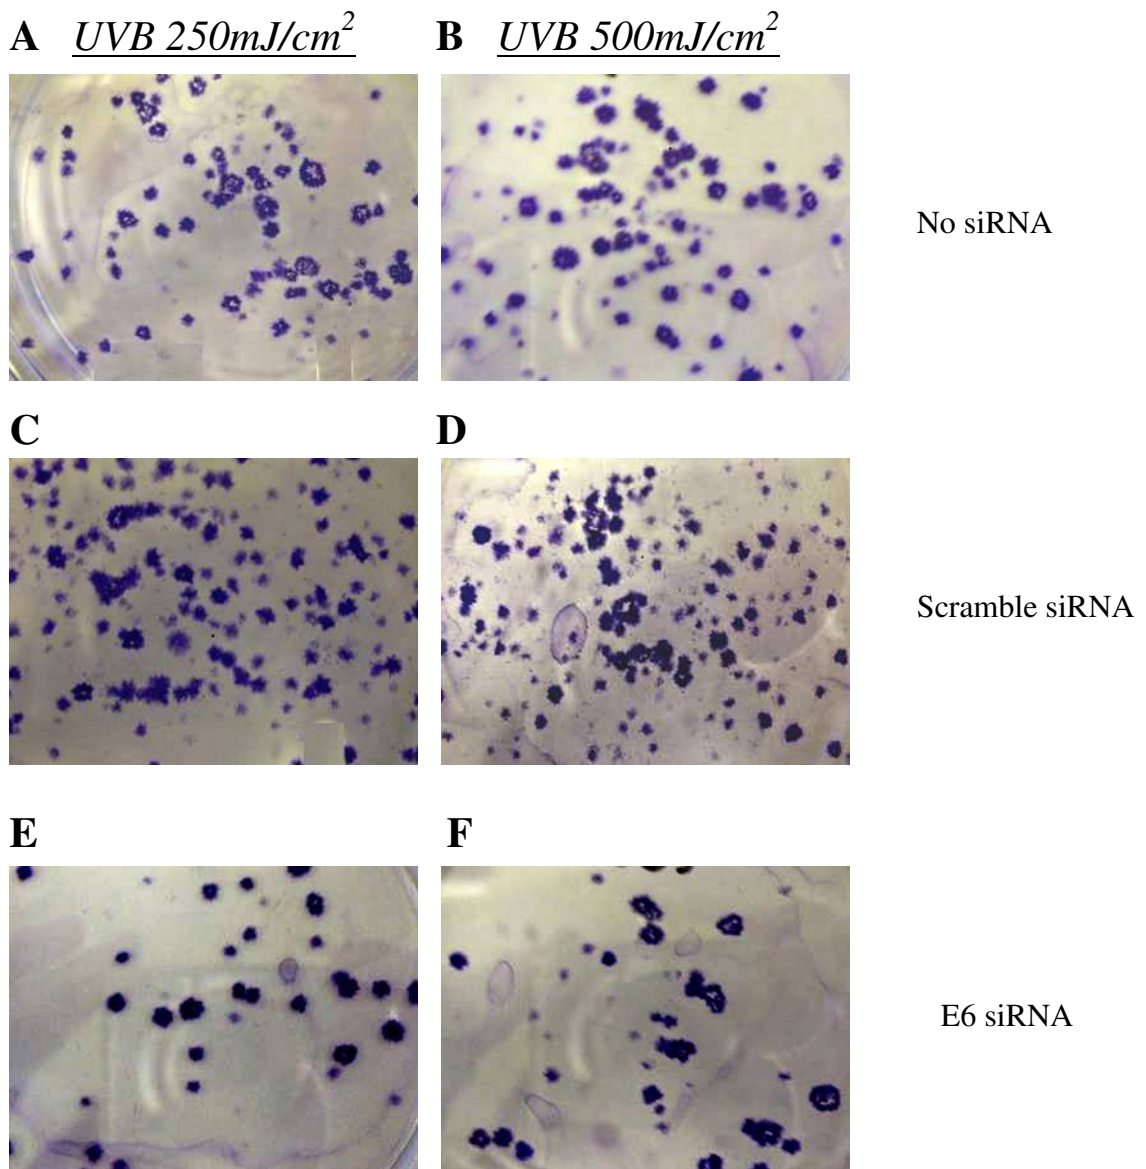 A UVB 250mJ/cm² B UVB 500mJ/cm²
No siRNA
C D
Scramble siRNA
E F
E6 siRNA